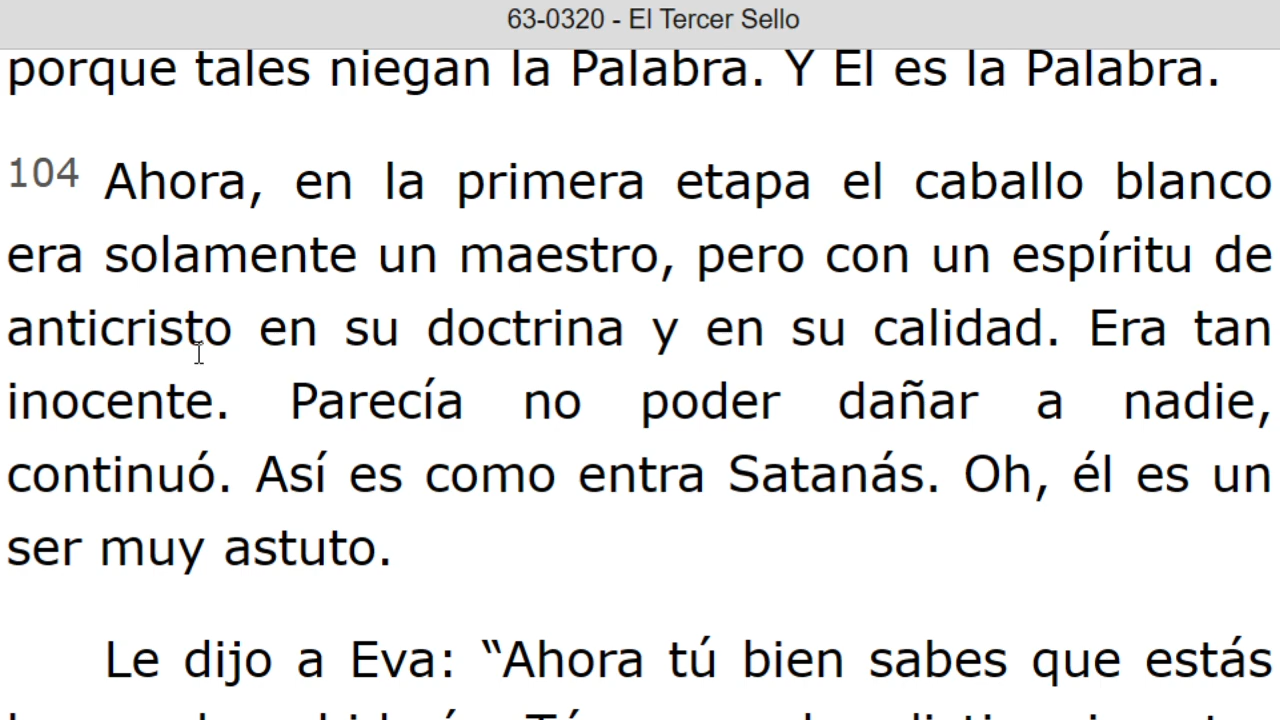 63-0320 - El Tercer Sello
porque tales niegan la Palabra. Y El es la Palabra.
104 Ahora, en la primera etapa el caballo blanco
era solamente un maestro, pero con un espíritu de
anticristo en su doctrina y en su calidad. Era tan
inocente. Parecía no poder dañar a nadie,
continuó. Así es como entra Satanás. Oh, él es un
ser muy astuto.
Le dijo a Eva: “Ahora tú bien sabes que estás